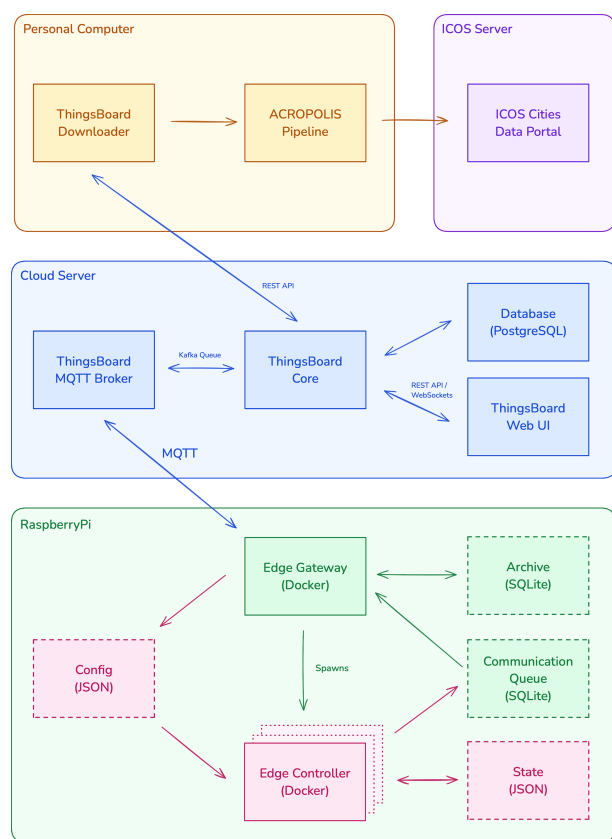 Personal Computer
ICOS Server
ThingsBoard
Downloader
ACROPOLIS
Pipeline
ICOS Cities
Data Portal
REST API
Cloud Server
Database
(PostgreSQL)
ThingsBoard
MQTT Broker
Kafka Queue
ThingsBoard
Core
REST API /
WebSockets
ThingsBoard
Web UI
MQTT
RaspberryPi
Edge Gateway
(Docker)
Archive
(SQLite)
Config
(JSON)
Spawns
Communication
Queue
(SQLite)
Edge Controller
(Docker)
State
(JSON)